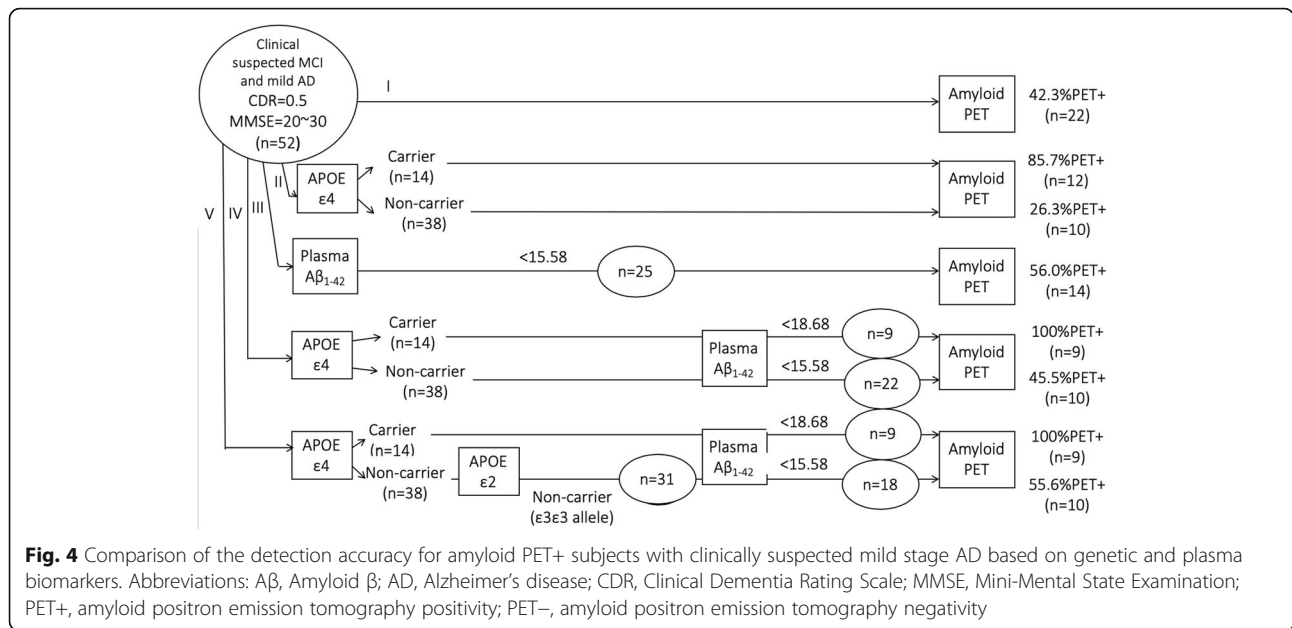 Clinical
suspected MCI
and mild AD
CDR=0.5
MMSE=20~30
(n=52)
I
Amyloid
PET
42.3%PET+
(n=22)
II
APOE
ε4
Carrier
(n=14)
Non-carrier
(n=38)
Amyloid
PET
85.7%PET+
(n=12)
26.3%PET+
(n=10)
V
IV
III
Plasma
Aβ1-42
<15.58
n=25
Amyloid
PET
56.0%PET+
(n=14)
APOE
ε4
Carrier
(n=14)
Non-carrier
(n=38)
Plasma
Aβ1-42
<18.68
n=9
<15.58
n=22
Amyloid
PET
100%PET+
(n=9)
45.5%PET+
(n=10)
APOE
ε4
Carrier
(n=14)
Non-carrier
(n=38)
APOE
ε2
Non-carrier
(ε3ε3 allele)
n=31
Plasma
Aβ1-42
<18.68
n=9
<15.58
n=18
Amyloid
PET
100%PET+
(n=9)
55.6%PET+
(n=10)
Fig. 4 Comparison of the detection accuracy for amyloid PET+ subjects with clinically suspected mild stage AD based on genetic and plasma
biomarkers. Abbreviations: Aβ, Amyloid β; AD, Alzheimer's disease; CDR, Clinical Dementia Rating Scale; MMSE, Mini-Mental State Examination;
PET+, amyloid positron emission tomography positivity; PET−, amyloid positron emission tomography negativity